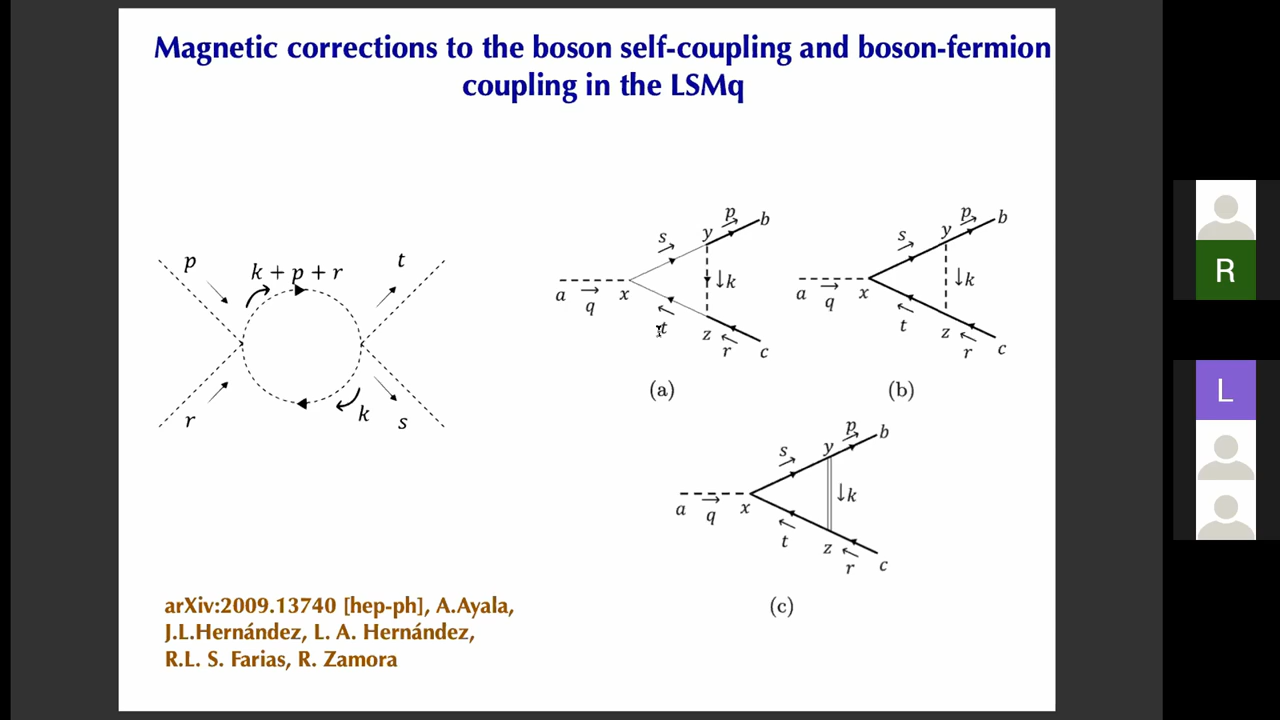 Magnetic corrections to the boson self-coupling and boson-fermion
coupling in the LSMq
p
k + p + r
t
r
k
s
s
y
p
b
k
a
q
x
t
z
r
c
(a)
s
y
p
b
k
a
q
x
t
z
r
c
(b)
s
y
p
b
k
a
q
x
t
z
r
c
(c)
arXiv:2009.13740 [hep-ph], A.Ayala,
J.L.Hernández, L. A. Hernández,
R.L. S. Farias, R. Zamora
R
L